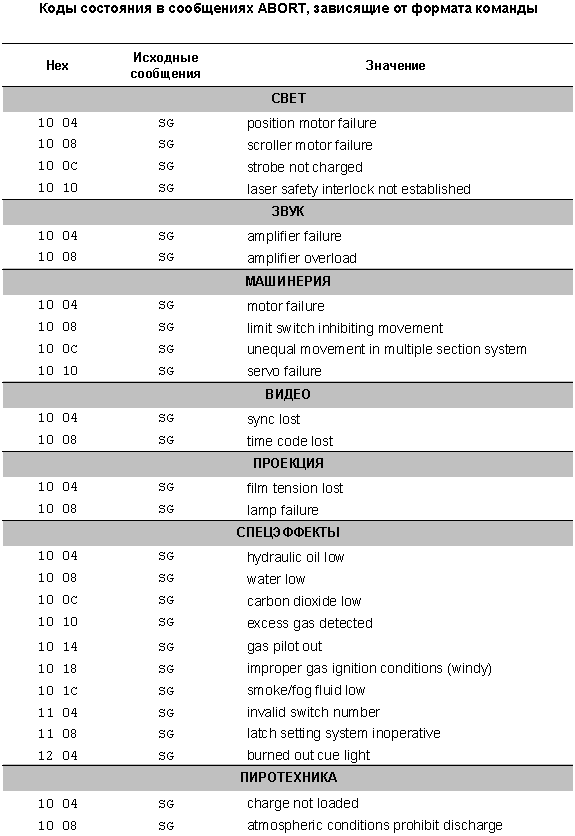 Коды состояния в сообщениях ABORT, зависящие от формата команды
Hex Исходные сообщения Значение
СВЕТ
10 04 SG position motor failure
10 08 SG scroller motor failure
10 0C SG strobe not charged
10 10 SG laser safety interlock not established
ЗВУК
10 04 SG amplifier failure
10 08 SG amplifier overload
МАШИНЕРИЯ
10 04 SG motor failure
10 08 SG limit switch inhibiting movement
10 0C SG unequal movement in multiple section system
10 10 SG servo failure
ВИДЕО
10 04 SG sync lost
10 08 SG time code lost
ПРОЕКЦИЯ
10 04 SG film tension lost
10 08 SG lamp failure
СПЕЦЭФФЕКТЫ
10 04 SG hydraulic oil low
10 08 SG water low
10 0C SG carbon dioxide low
10 10 SG excess gas detected
10 14 SG gas pilot out
10 18 SG improper gas ignition conditions (windy)
10 1C SG smoke/fog fluid low
11 04 SG invalid switch number
11 08 SG latch setting system inoperative
12 04 SG burned out cue light
ПИРОТЕХНИКА
10 04 SG charge not loaded
10 08 SG atmospheric conditions prohibit discharge